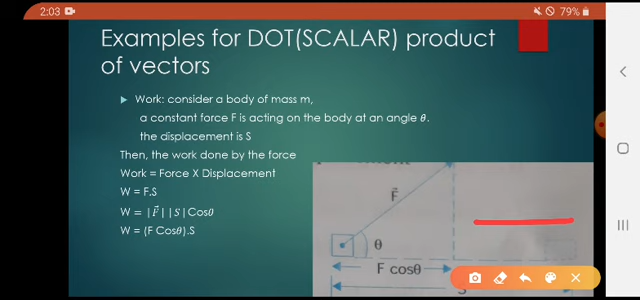 2:03
79%
Examples for DOT(SCALAR) product
of vectors
Work: consider a body of mass m,
a constant force F is acting on the body at an angle θ.
the displacement is S
Then, the work done by the force
Work = Force X Displacement
W = F.S
W = |F⃗||S|Cosθ
W = (F Cosθ).S
F⃗
θ
F cosθ
S